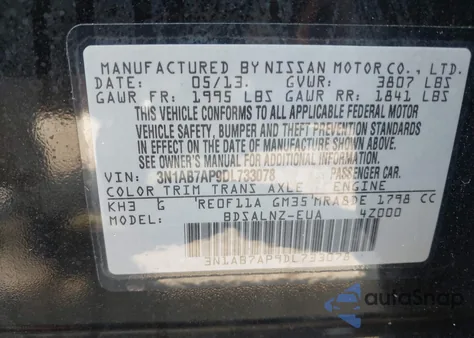 MANUFACTURED BY NISSAN MOTOR CO., LTD.
DATE: 05/13. GVWR: 3807 LBS
GAWR FR: 1995 LBS GAWR RR: 1841 LBS
THIS VEHICLE CONFORMS TO ALL APPLICABLE FEDERAL MOTOR
VEHICLE SAFETY, BUMPER AND THEFT PREVENTION STANDARDS
IN EFFECT ON THE DATE OF MANUFACTURE SHOWN ABOVE.
SEE OWNER'S MANUAL FOR ADDITIONAL INFORMATION.
VIN: 3N1AB7AP9DL733078 PASSENGER CAR.
COLOR TRIM TRANS AXLE ENGINE
KH3 G RE0F11A GM35 MRA8DE 1798 CC
MODEL: BDSALNZ-EUA 4Z000
3N1AB7AP9DL733078
autoSnap